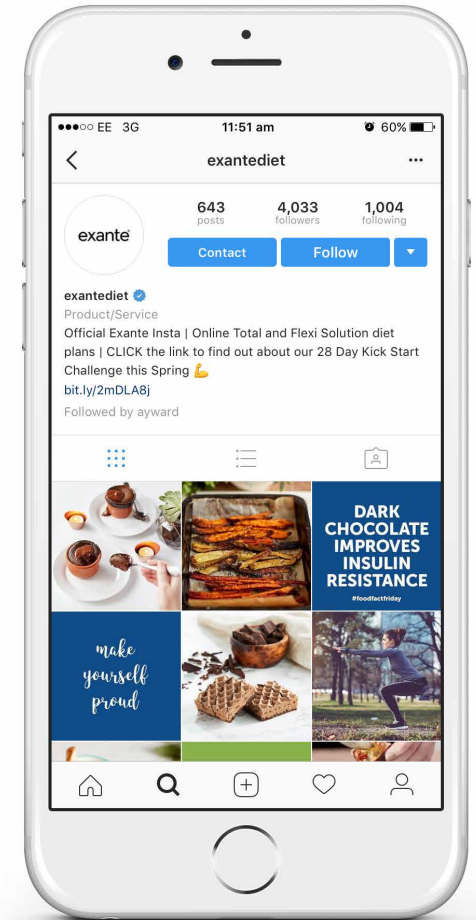 EE 3G 11:51 am 60%
exantediet
643 4,033 1,004
posts followers following
exante
Contact Follow
exantediet
Product/Service
Official Exante Insta | Online Total and Flexi Solution diet
plans | CLICK the link to find out about our 28 Day Kick Start
Challenge this Spring 💪
bit.ly/2mDLA8j
Followed by ayward
DARK
CHOCOLATE
IMPROVES
INSULIN
RESISTANCE
#foodfactfriday
make
yourself
proud